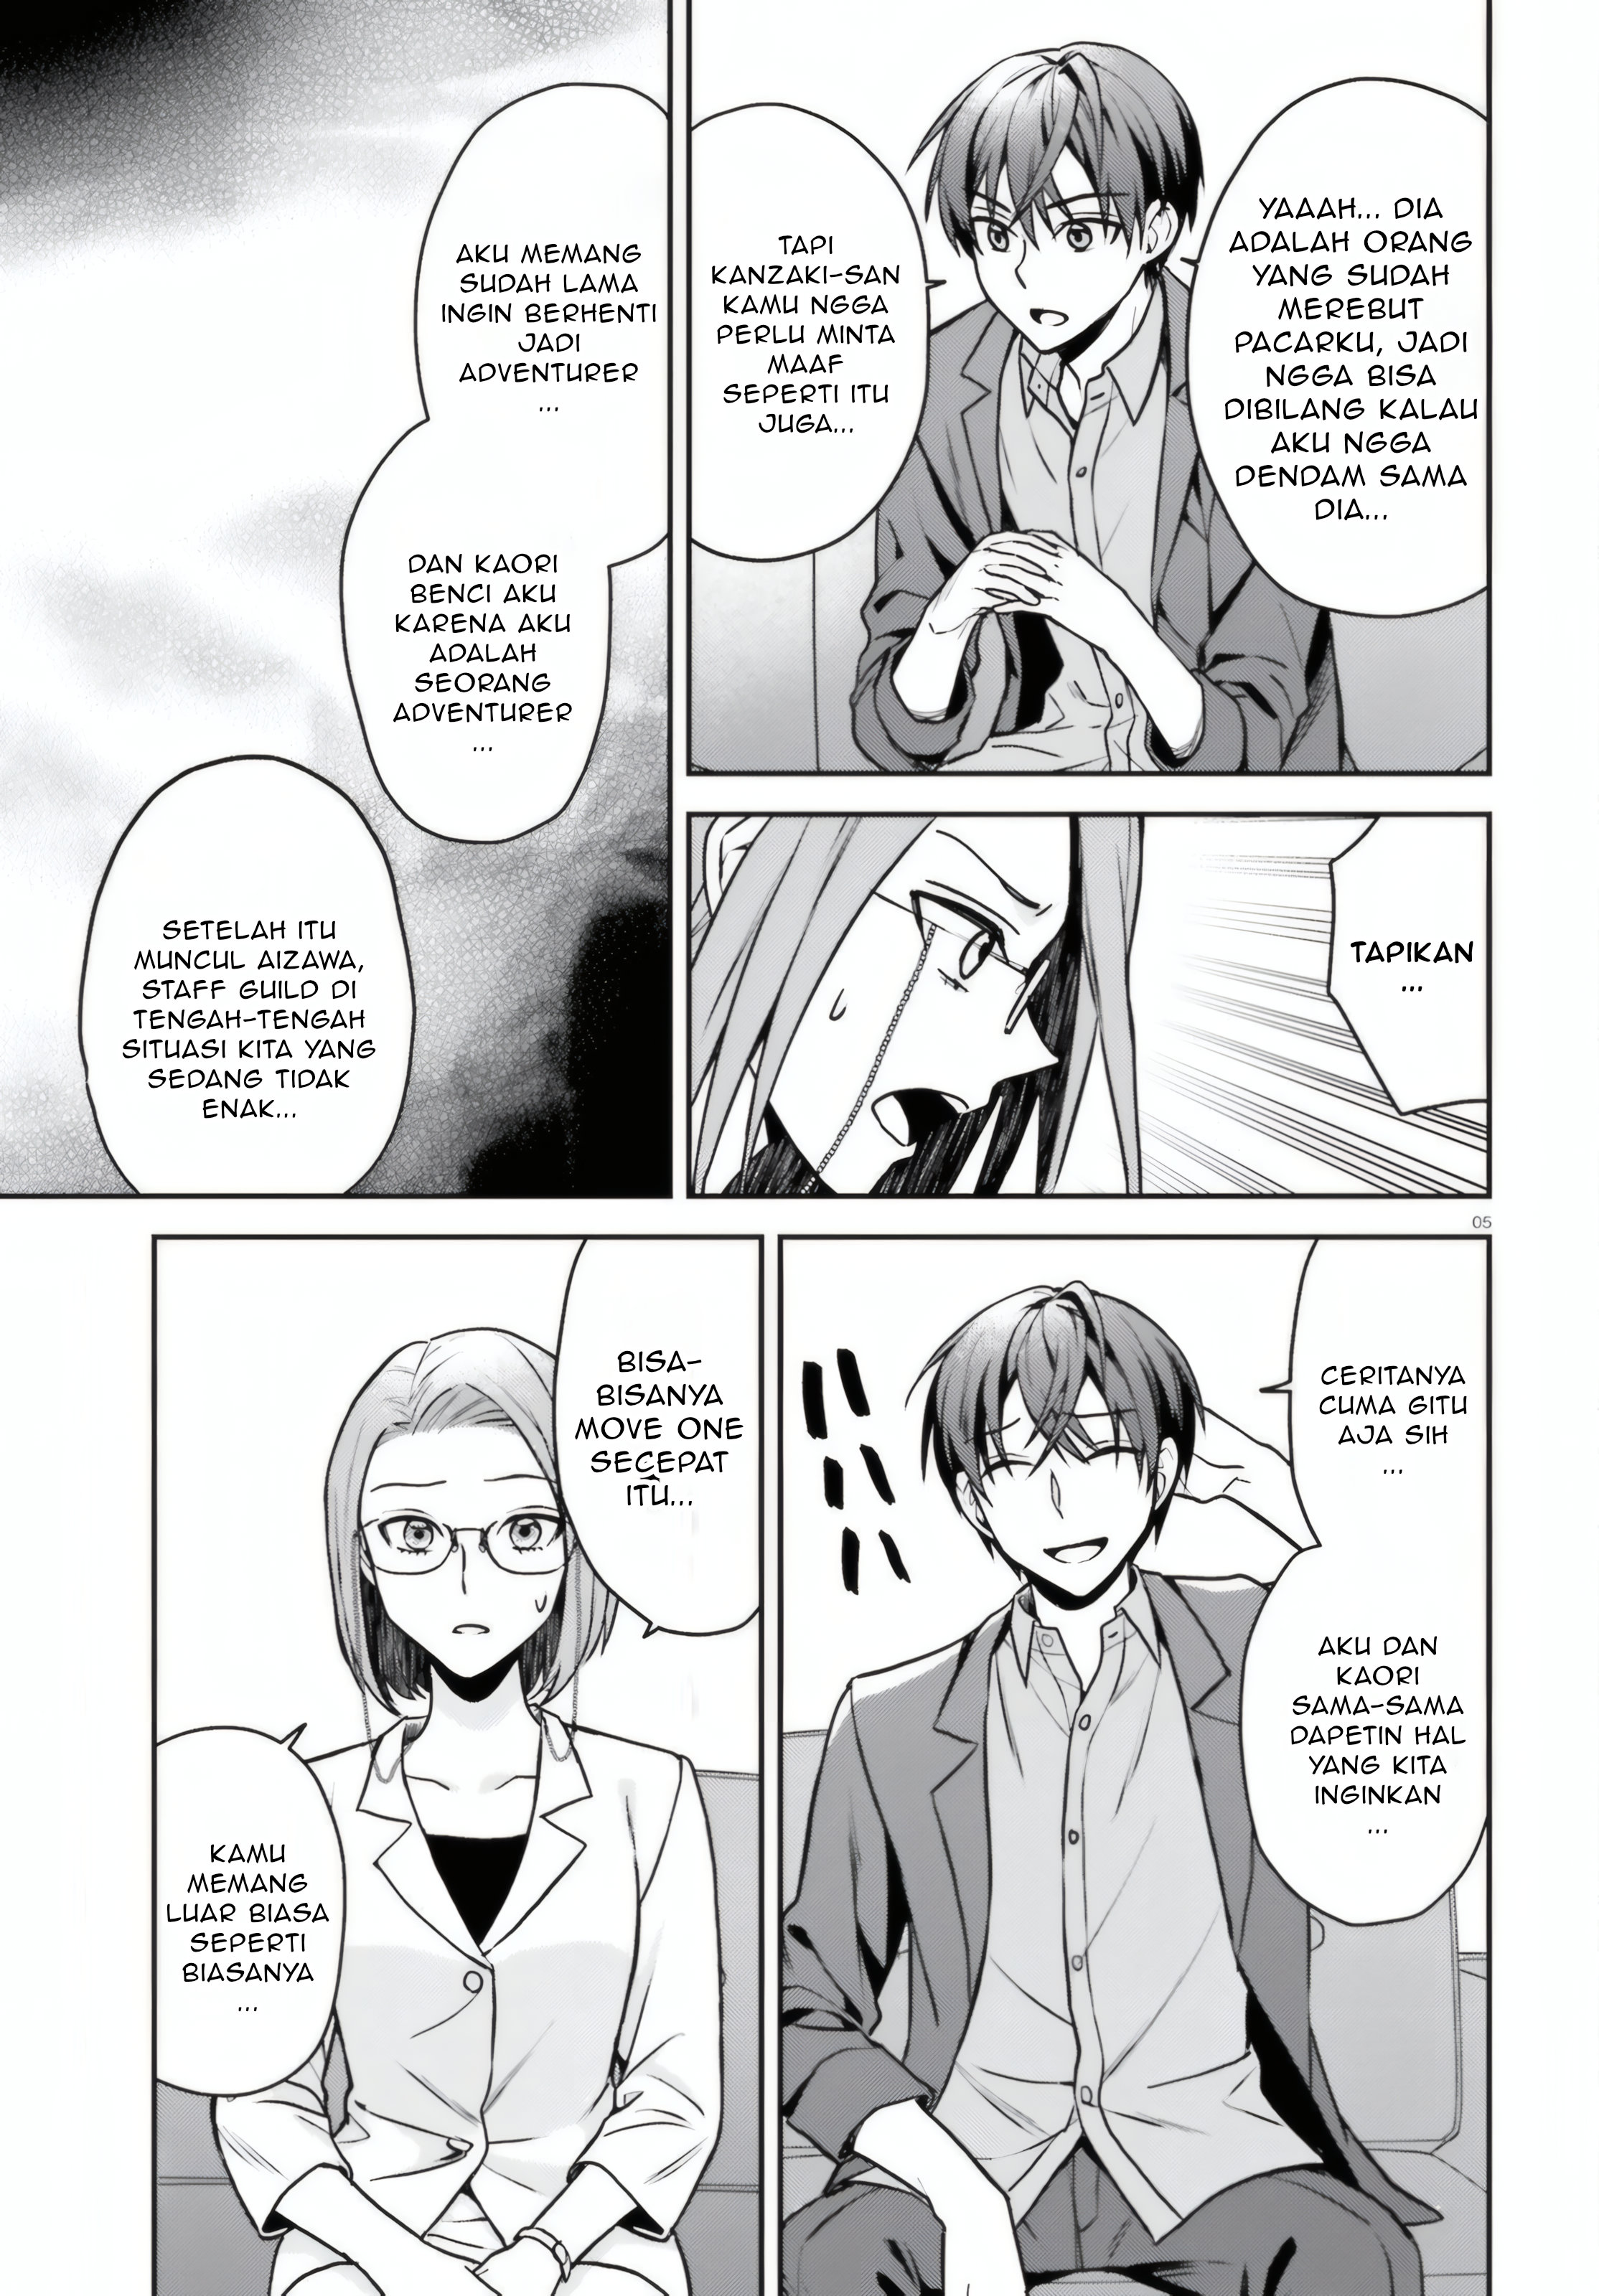 YAAAH... DIA
ADALAH ORANG
YANG SUDAH
MEREBUT
PACARKU, JADI
NGGA BISA
DIBILANG KALAU
AKU NGGA
DENDAM SAMA
DIA...
TAPI
KANZAKI-SAN
KAMU NGGA
PERLU MINTA
MAAF
SEPERTI ITU
JUGA...
TAPIKAN
...
AKU MEMANG
SUDAH LAMA
INGIN BERHENTI
JADI
ADVENTURER
...
DAN KAORI
BENCI AKU
KARENA AKU
ADALAH
SEORANG
ADVENTURER
...
SETELAH ITU
MUNCUL AIZAWA,
STAFF GUILD DI
TENGAH-TENGAH
SITUASI KITA YANG
SEDANG TIDAK
ENAK...
05
CERITANYA
CUMA GITU
AJA SIH
...
AKU DAN
KAORI
SAMA-SAMA
DAPETIN HAL
YANG KITA
INGINKAN
...
BISA-
BISANYA
MOVE ONE
SECEPAT
ITU...
KAMU
MEMANG
LUAR BIASA
SEPERTI
BIASANYA
...